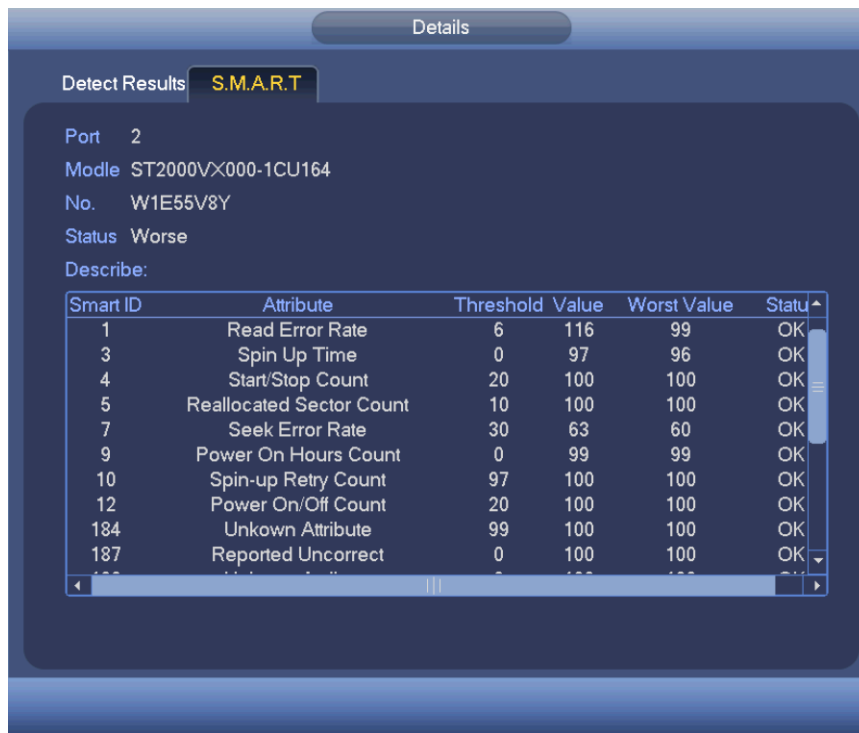 Details
Detect Results S.M.A.R.T
Port 2
Modle ST2000VX000-1CU164
No. W1E55V8Y
Status Worse
Describe:
Smart ID Attribute Threshold Value Worst Value Statu
1 Read Error Rate 6 116 99 OK
3 Spin Up Time 0 97 96 OK
4 Start/Stop Count 20 100 100 OK
5 Reallocated Sector Count 10 100 100 OK
7 Seek Error Rate 30 63 60 OK
9 Power On Hours Count 0 99 99 OK
10 Spin-up Retry Count 97 100 100 OK
12 Power On/Off Count 20 100 100 OK
184 Unkown Attribute 99 100 100 OK
187 Reported Uncorrect 0 100 100 OK